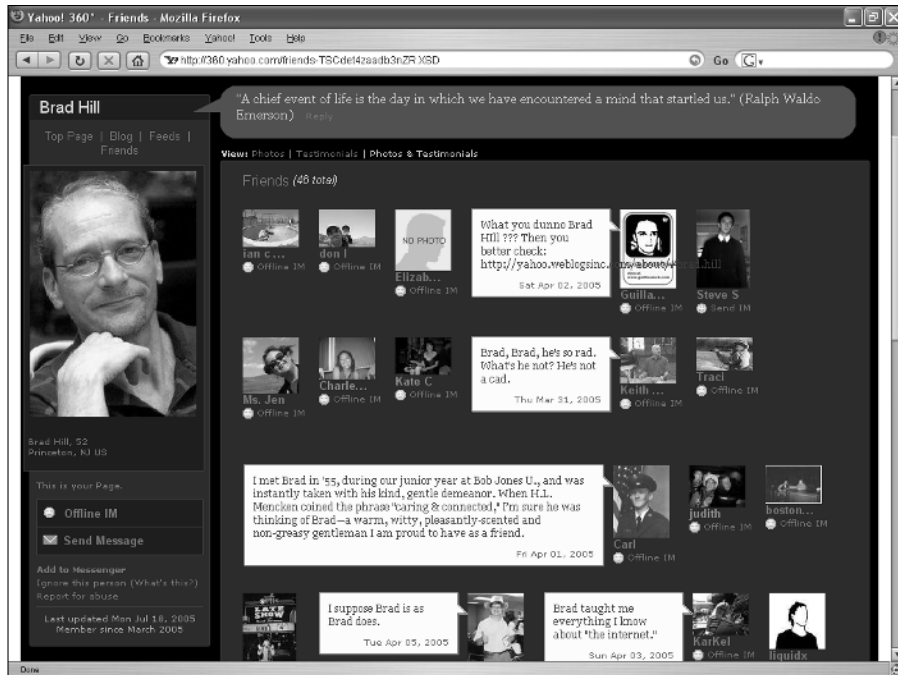 Yahoo! 360° - Friends - Mozilla Firefox
File Edit View Go Bookmarks Yahoo! Tools Help
http://360.yahoo.com/friends-TSCdef4zaadb3nZRIXSD
Go
G
Brad Hill
"A chief event of life is the day in which we have encountered a mind that startled us." (Ralph Waldo
Emerson) Reply
Top Page | Blog | Feeds |
Friends
View: Photos | Testimonials | Photos & Testimonials
Friends (46 total)
ian c...
Offline IM
don l
Offline IM
NO PHOTO
Elizab...
Offline IM
What you dunno Brad
HIll ??? Then you
better check:
Sat Apr 02, 2005
Guilla...
Offline IM
Steve S
Send IM
Ms. Jen
Offline IM
Charle...
Offline IM
Kate C
Offline IM
Brad, Brad, he's so rad.
What's he not? He's not
a cad.
Thu Mar 31, 2005
Keith ...
Offline IM
Traci
Offline IM
Brad Hill, 52
Princeton, NJ US
This is your Page.
Offline IM
Send Message
Add to Messenger
Ignore this person (What's this?)
Report for abuse
Last updated Mon Jul 18, 2005
Member since March 2005
I met Brad in '55, during our junior year at Bob Jones U., and was
instantly taken with his kind, gentle demeanor. When H.L.
Mencken coined the phrase "caring & connected," I'm sure he was
thinking of Brad—a warm, witty, pleasantly-scented and
non-greasy gentleman I am proud to have as a friend.
Fri Apr 01, 2005
Carl
Offline IM
judith
Offline IM
boston...
Offline IM
LATE
SHOW
I suppose Brad is as
Brad does.
Tue Apr 05, 2005
Brad taught me
everything I know
about "the internet."
Sun Apr 03, 2005
KarKel
Offline IM
liquidx
Done